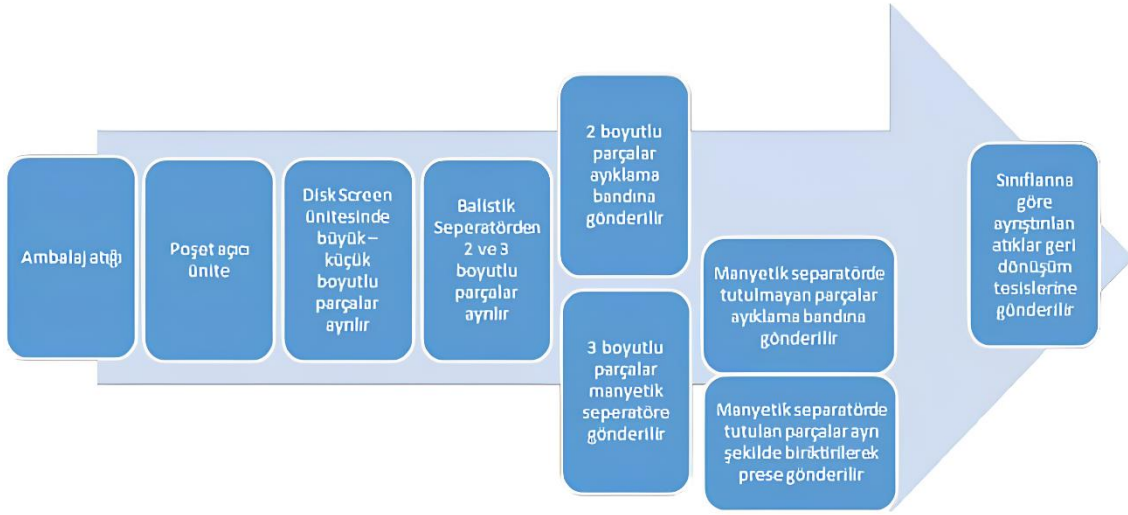 Ambalaj atığı
Poşet açıcı
ünite
Disk Screen
ünitesinde
büyük –
küçük
boyutlu
parçalar
ayrılır
Balistik
Seperatörden
2 ve 3
boyutlu
parçalar
ayrılır
2 boyutlu
parçalar
ayıklama
bandına
gönderilir
3 boyutlu
parçalar
manyetik
seperatöre
gönderilir
Manyetik separatörde
tutulmayan parçalar
ayıklama bandına
gönderilir
Manyetik separatörde
tutulan parçalar ayrı
şekilde biriktirilerek
prese gönderilir
Sınıflarına
göre
ayrıştırılan
atıklar geri
dönüşüm
tesislerine
gönderilir